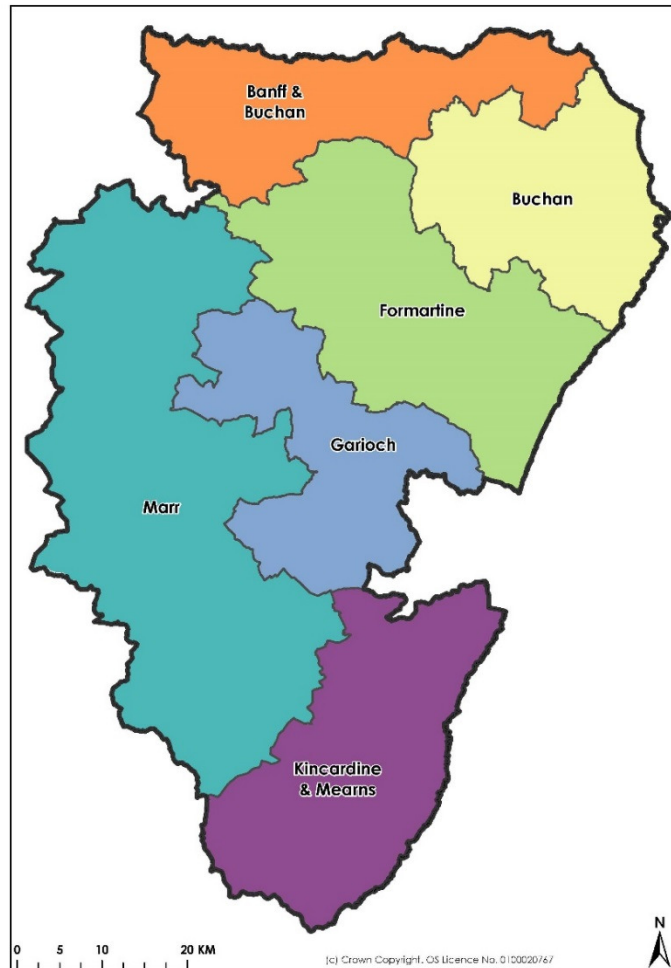 Banff &
Buchan
Buchan
Formartine
Garioch
Marr
Kincardine
& Mearns
0 5 10 20 KM
(c) Crown Copyright. OS Licence No. 0100020767
N